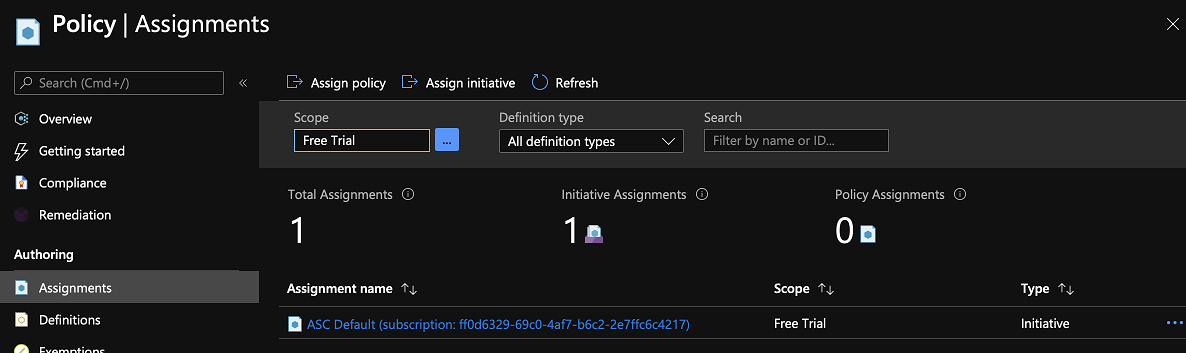 Policy | Assignments
Search (Cmd+/)
«
Overview
Getting started
Compliance
Remediation
Authoring
Assignments
Definitions
Exemptions
Assign policy Assign initiative Refresh
Scope Definition type Search
Free Trial ... All definition types Filter by name or ID...
Total Assignments Initiative Assignments Policy Assignments
1 1 0
Assignment name Scope Type
ASC Default (subscription: ff0d6329-69c0-4af7-b6c2-2e7ffc6c4217) Free Trial Initiative ...